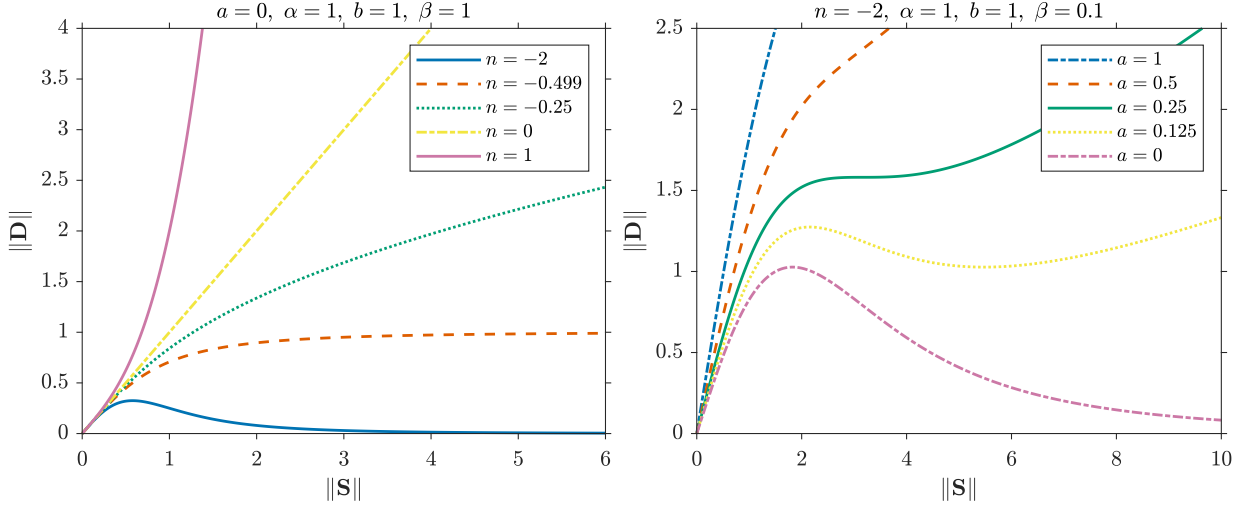 a = 0, α = 1, b = 1, β = 1
4
3.5
3
2.5
2
1.5
1
0.5
0
‖D‖
0 1 2 3 4 5 6
‖S‖
n = −2
n = −0.499
n = −0.25
n = 0
n = 1
n = −2, α = 1, b = 1, β = 0.1
2.5
2
1.5
1
0.5
0
‖D‖
0 2 4 6 8 10
‖S‖
a = 1
a = 0.5
a = 0.25
a = 0.125
a = 0